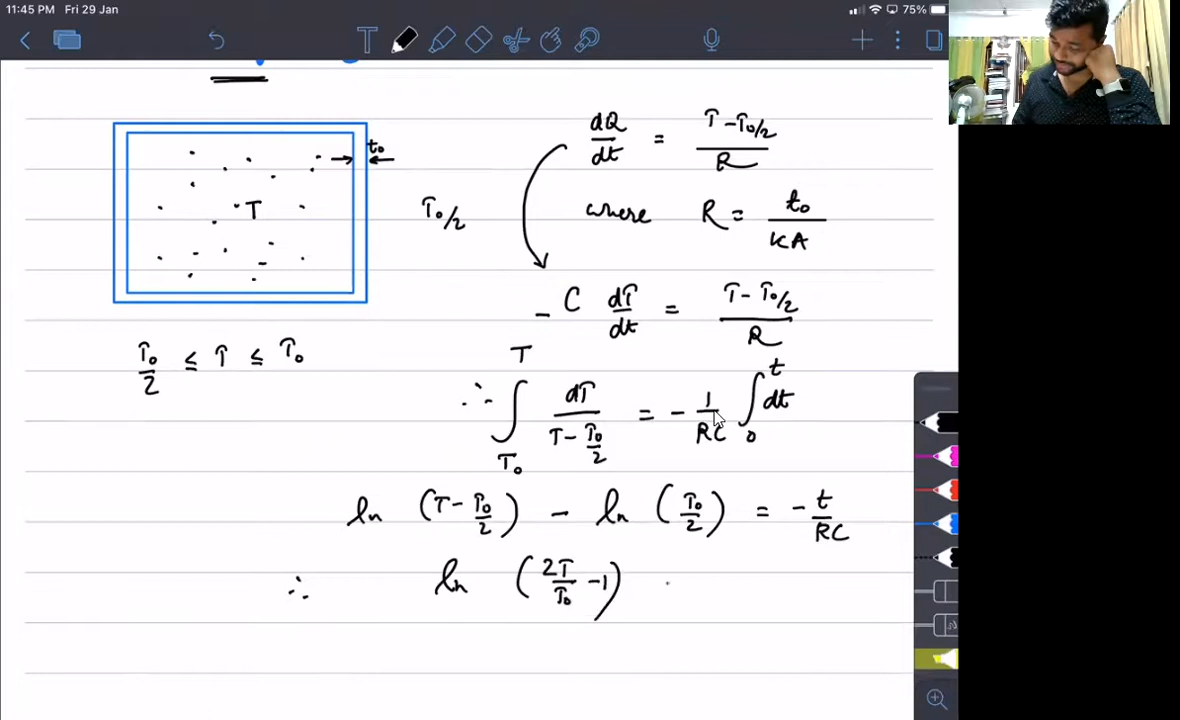 11:45 PM Fri 29 Jan 75%
t₀
T
T₀/2
T₀/2 ≤ T ≤ T₀
dQ/dt = (T - T₀/2)/R
where R = t₀/KA
- C dT/dt = (T - T₀/2)/R
∴ ∫_{T₀}^{T} dT/(T - T₀/2) = - 1/RC ∫_{0}^{t} dt
ln (T - T₀/2) - ln (T₀/2) = - t/RC
∴ ln (2T/T₀ - 1)